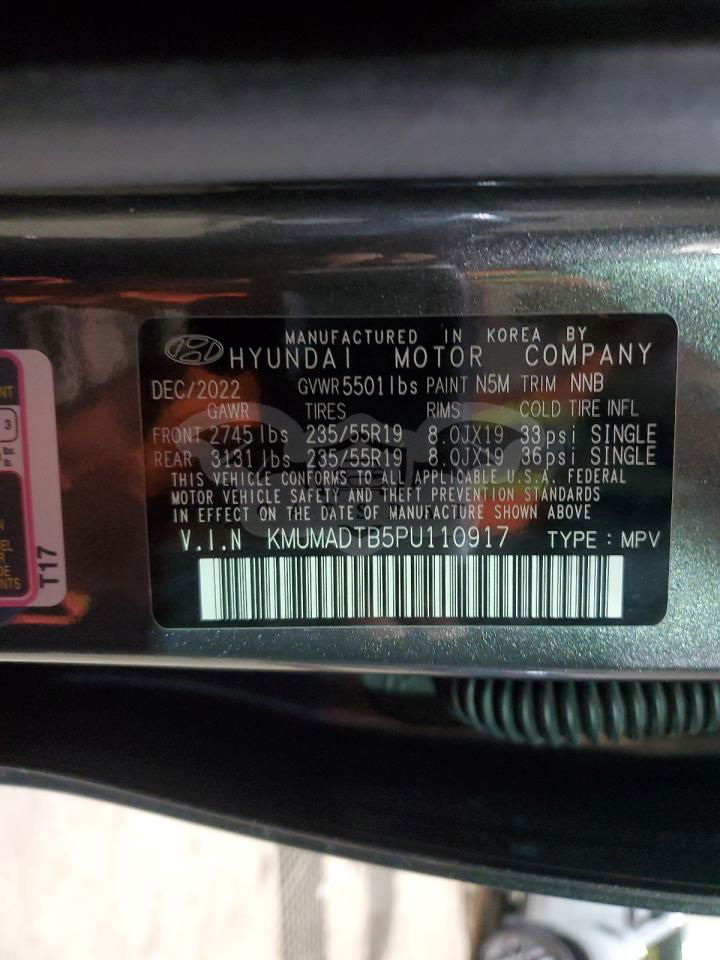 MANUFACTURED IN KOREA BY
HYUNDAI MOTOR COMPANY
DEC/2022 GVWR 5501lbs PAINT N5M TRIM NNB
GAWR TIRES RIMS COLD TIRE INFL
FRONT 2745lbs 235/55R19 8.0JX19 33psi SINGLE
REAR 3131lbs 235/55R19 8.0JX19 36psi SINGLE
THIS VEHICLE CONFORMS TO ALL APPLICABLE U.S.A. FEDERAL
MOTOR VEHICLE SAFETY AND THEFT PREVENTION STANDARDS
IN EFFECT ON THE DATE OF MANUFACTURE SHOWN ABOVE
V.I.N KMUMADTB5PU110917 TYPE : MPV
3
T17